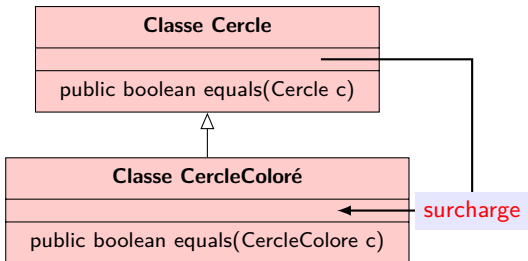 Classe Cercle
public boolean equals(Cercle c)
Classe CercleColoré
surcharge
public boolean equals(CercleColore c)